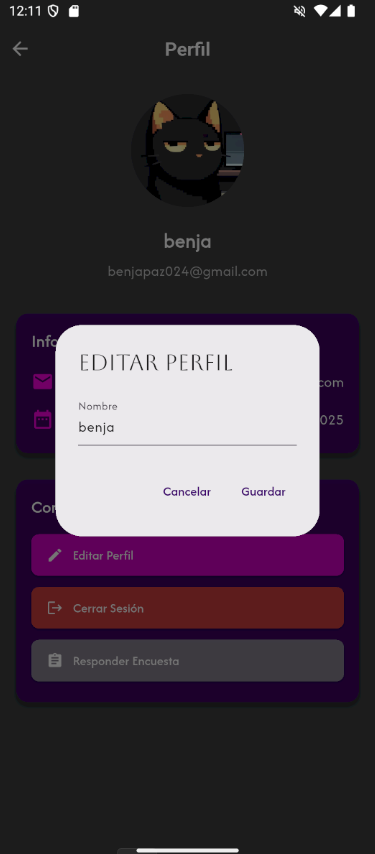 12:11
Perfil
benja
benjapaz024@gmail.com
Info
com
025
EDITAR PERFIL
Nombre
benja
Cancelar Guardar
Con
Editar Perfil
Cerrar Sesión
Responder Encuesta